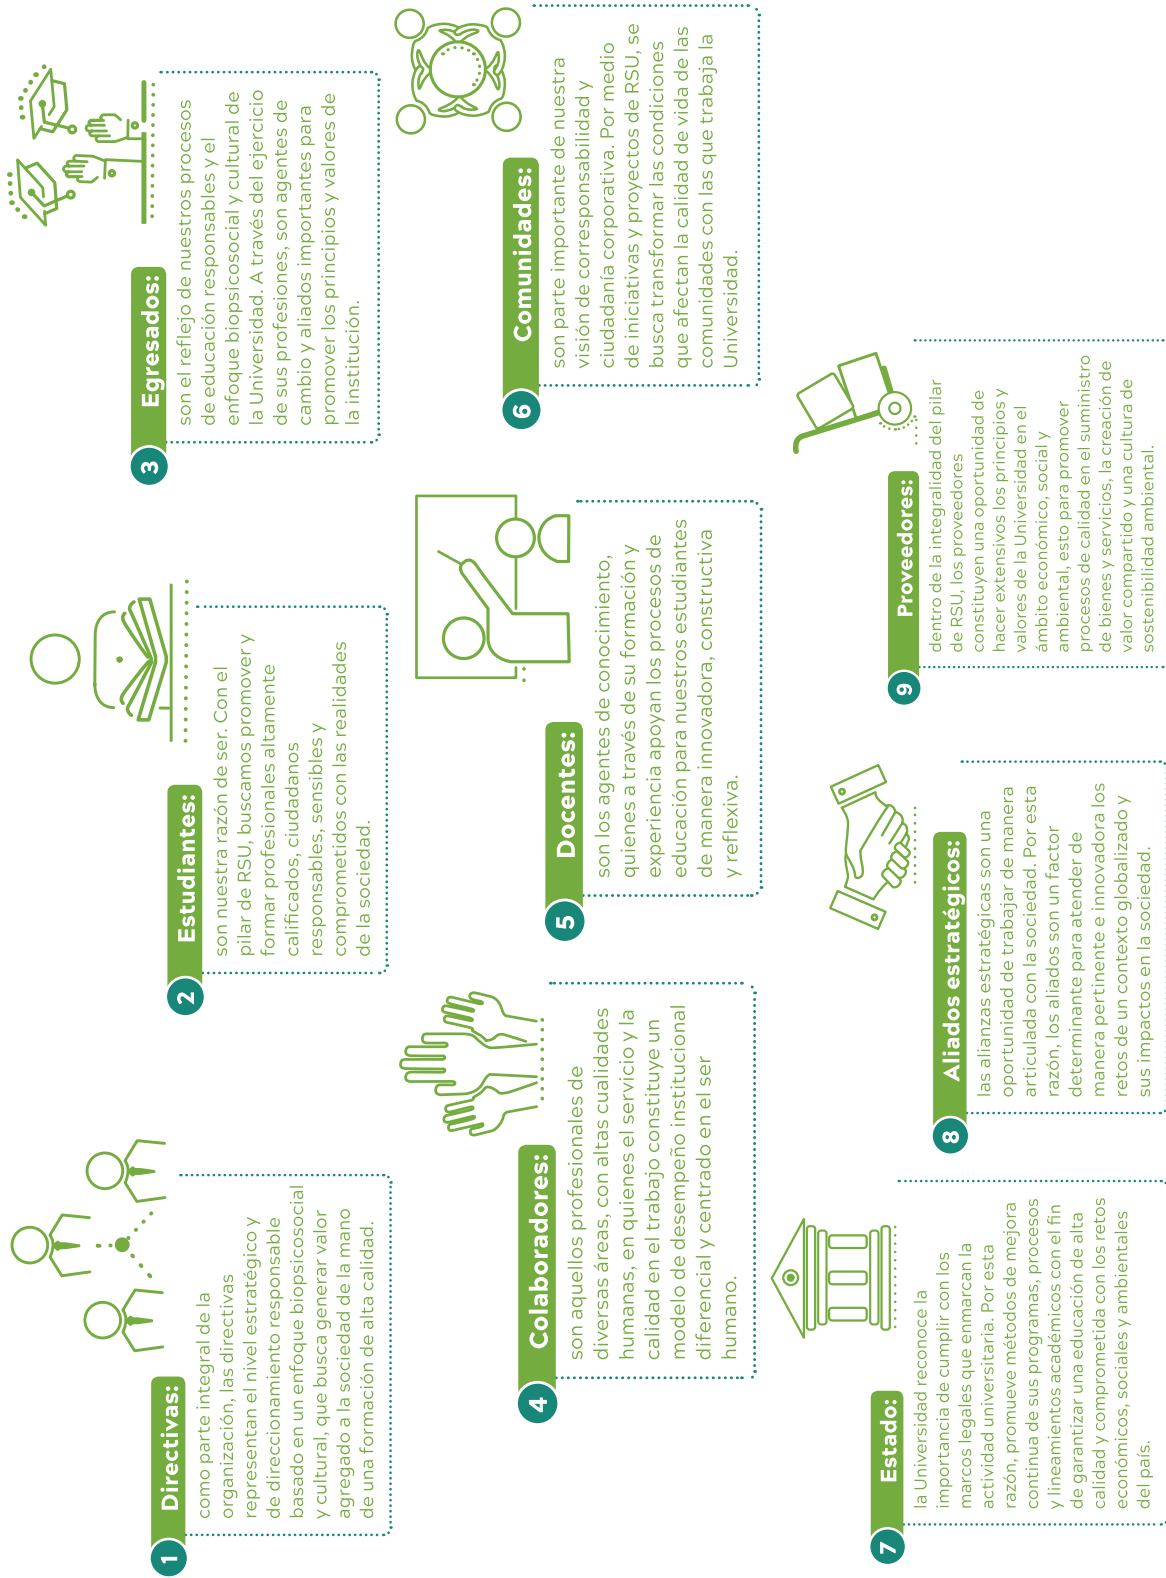 1
Directivas:
como parte integral de la
organización, las directivas
representan el nivel estratégico y
de direccionamiento responsable
basado en un enfoque biopsicosocial
y cultural, que busca generar valor
agregado a la sociedad de la mano
de una formación de alta calidad.
2
Estudiantes:
son nuestra razón de ser. Con el
pilar de RSU, buscamos promover y
formar profesionales altamente
calificados, ciudadanos
responsables, sensibles y
comprometidos con las realidades
de la sociedad.
3
Egresados:
son el reflejo de nuestros procesos
de educación responsables y el
enfoque biopsicosocial y cultural de
la Universidad. A través del ejercicio
de sus profesiones, son agentes de
cambio y aliados importantes para
promover los principios y valores de
la institución.
4
Colaboradores:
son aquellos profesionales de
diversas áreas, con altas cualidades
humanas, en quienes el servicio y la
calidad en el trabajo constituye un
modelo de desempeño institucional
diferencial y centrado en el ser
humano.
5
Docentes:
son los agentes de conocimiento,
quienes a través de su formación y
experiencia apoyan los procesos de
educación para nuestros estudiantes
de manera innovadora, constructiva
y reflexiva.
6
Comunidades:
son parte importante de nuestra
visión de corresponsabilidad y
ciudadanía corporativa. Por medio
de iniciativas y proyectos de RSU, se
busca transformar las condiciones
que afectan la calidad de vida de las
comunidades con las que trabaja la
Universidad.
7
Estado:
la Universidad reconoce la
importancia de cumplir con los
marcos legales que enmarcan la
actividad universitaria. Por esta
razón, promueve métodos de mejora
continua de sus programas, procesos
y lineamientos académicos con el fin
de garantizar una educación de alta
calidad y comprometida con los retos
económicos, sociales y ambientales
del país.
8
Aliados estratégicos:
las alianzas estratégicas son una
oportunidad de trabajar de manera
articulada con la sociedad. Por esta
razón, los aliados son un factor
determinante para atender de
manera pertinente e innovadora los
retos de un contexto globalizado y
sus impactos en la sociedad.
9
Proveedores:
dentro de la integralidad del pilar
de RSU, los proveedores
constituyen una oportunidad de
hacer extensivos los principios y
valores de la Universidad en el
ámbito económico, social y
ambiental, esto para promover
procesos de calidad en el suministro
de bienes y servicios, la creación de
valor compartido y una cultura de
sostenibilidad ambiental.